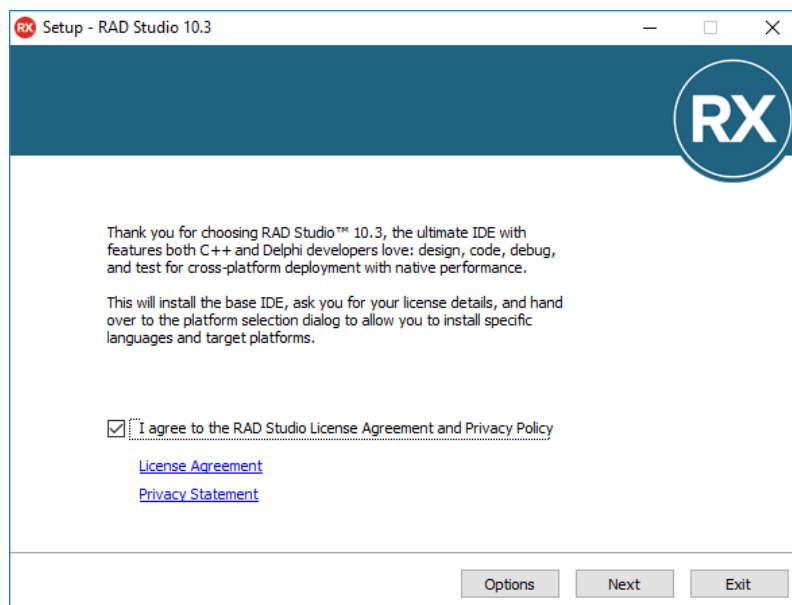 RX Setup - RAD Studio 10.3
RX
Thank you for choosing RAD Studio™ 10.3, the ultimate IDE with
features both C++ and Delphi developers love: design, code, debug,
and test for cross-platform deployment with native performance.
This will install the base IDE, ask you for your license details, and hand
over to the platform selection dialog to allow you to install specific
languages and target platforms.
I agree to the RAD Studio License Agreement and Privacy Policy
License Agreement
Privacy Statement
Options Next Exit